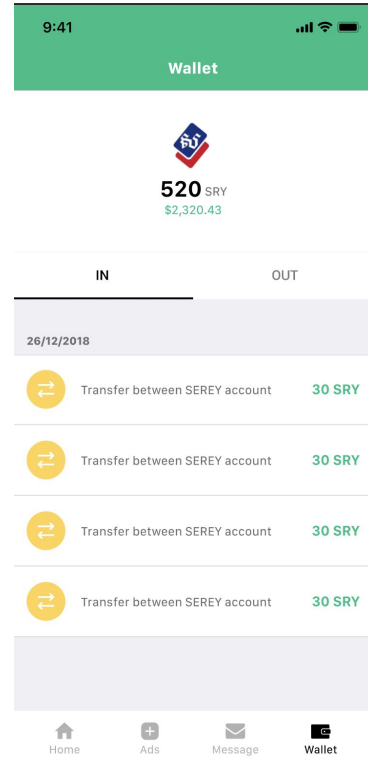 9:41
Wallet
520 SRY
$2,320.43
IN OUT
26/12/2018
Transfer between SEREY account 30 SRY
Transfer between SEREY account 30 SRY
Transfer between SEREY account 30 SRY
Transfer between SEREY account 30 SRY
Home Ads Message Wallet